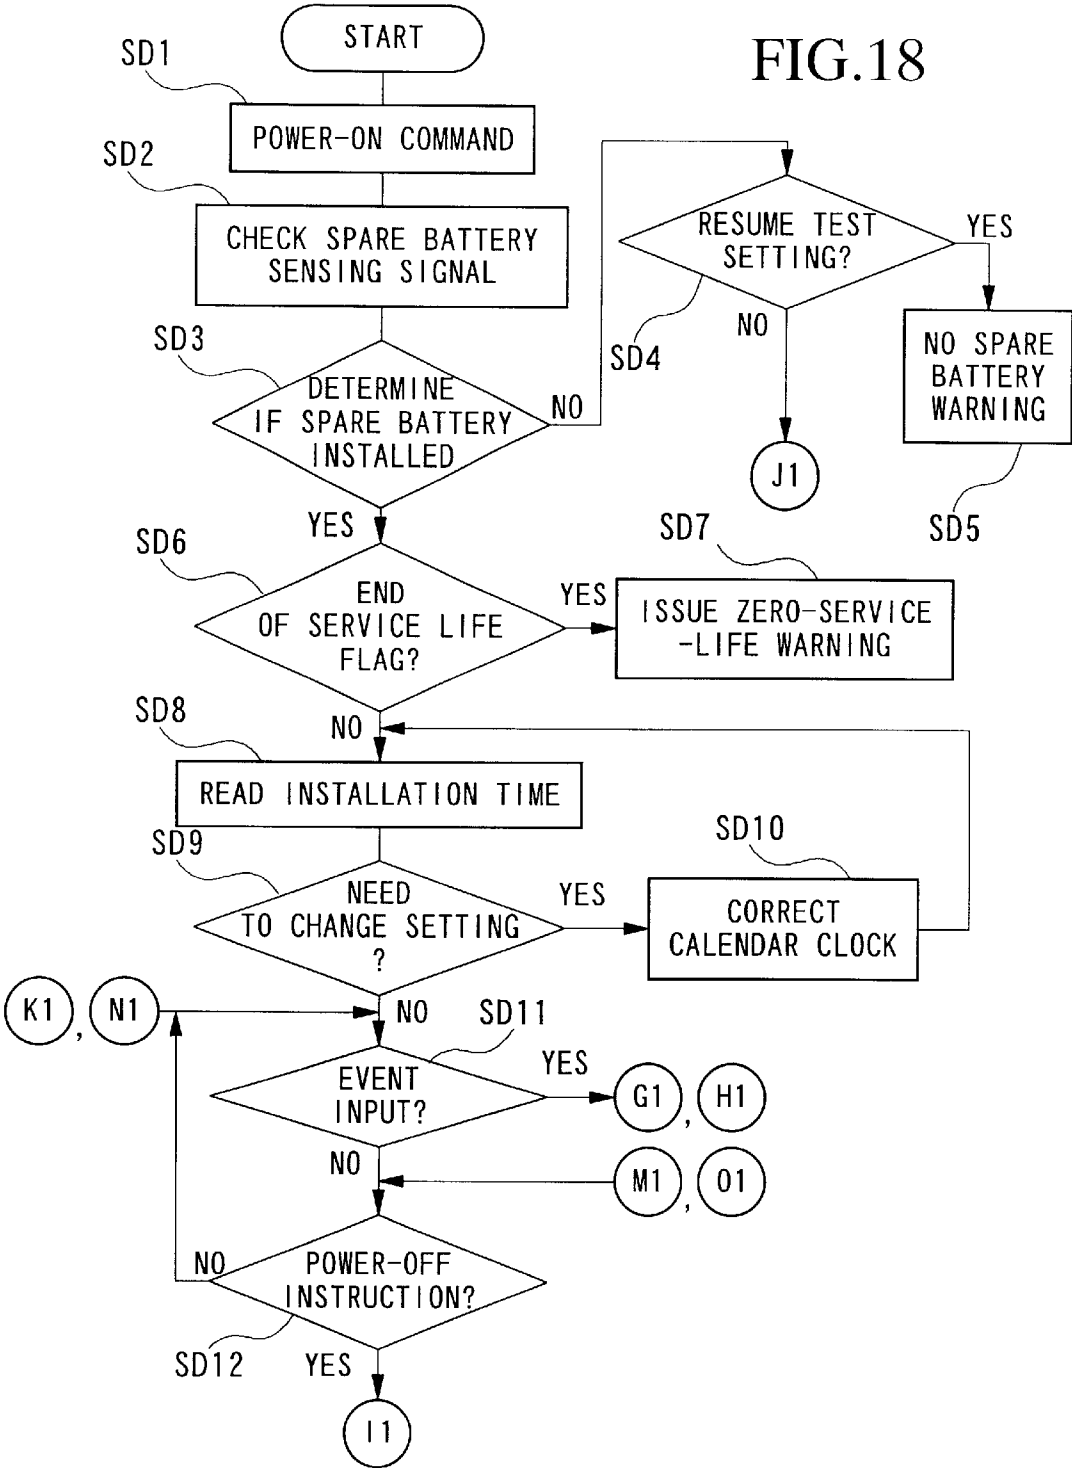 START
FIG.18
SD1
POWER-ON COMMAND
SD2
CHECK SPARE BATTERY
SENSING SIGNAL
RESUME TEST
SETTING?
YES
NO
SD4
NO SPARE
BATTERY
WARNING
SD5
J1
SD3
DETERMINE
IF SPARE BATTERY
INSTALLED
NO
YES
SD6
END
OF SERVICE LIFE
FLAG?
YES
SD7
ISSUE ZERO-SERVICE
-LIFE WARNING
NO
SD8
READ INSTALLATION TIME
SD9
NEED
TO CHANGE SETTING
?
YES
SD10
CORRECT
CALENDAR CLOCK
K1 , N1
NO
SD11
EVENT
INPUT?
YES
G1 , H1
NO
M1 , O1
POWER-OFF
INSTRUCTION?
NO
SD12
YES
I1